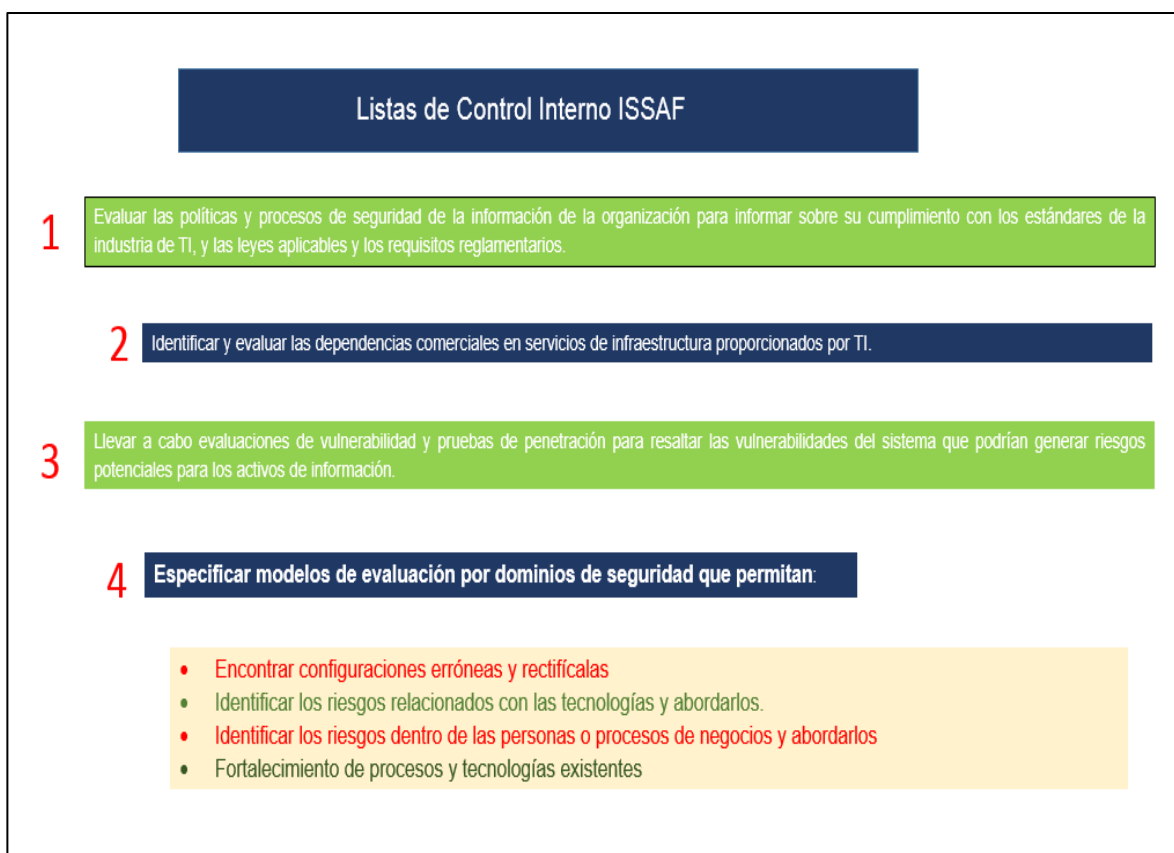 Listas de Control Interno ISSAF
1
Evaluar las políticas y procesos de seguridad de la información de la organización para informar sobre su cumplimiento con los estándares de la
industria de TI, y las leyes aplicables y los requisitos reglamentarios.
2
Identificar y evaluar las dependencias comerciales en servicios de infraestructura proporcionados por TI.
3
Llevar a cabo evaluaciones de vulnerabilidad y pruebas de penetración para resaltar las vulnerabilidades del sistema que podrían generar riesgos
potenciales para los activos de información.
4
Especificar modelos de evaluación por dominios de seguridad que permitan:
• Encontrar configuraciones erróneas y rectifícalas
• Identificar los riesgos relacionados con las tecnologías y abordarlos.
• Identificar los riesgos dentro de las personas o procesos de negocios y abordarlos
• Fortalecimiento de procesos y tecnologías existentes